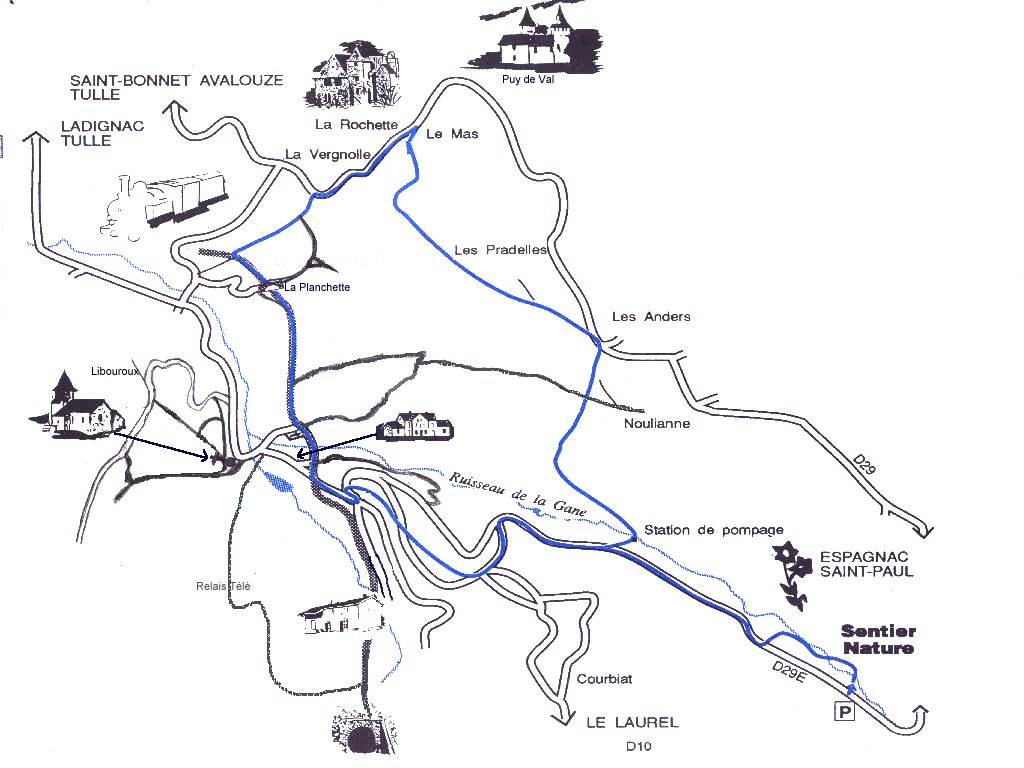 Puy de Val
SAINT-BONNET AVALOUZE
TULLE
LADIGNAC
TULLE
La Rochette
Le Mas
La Vergnolle
Les Pradelles
La Planchette
Les Anders
Libouroux
Noulianne
D29
Ruisseau de la Gane
Station de pompage
ESPAGNAC
SAINT-PAUL
Relais Télé
Sentier
Nature
D29E
Courbiat
P
LE LAUREL
D10